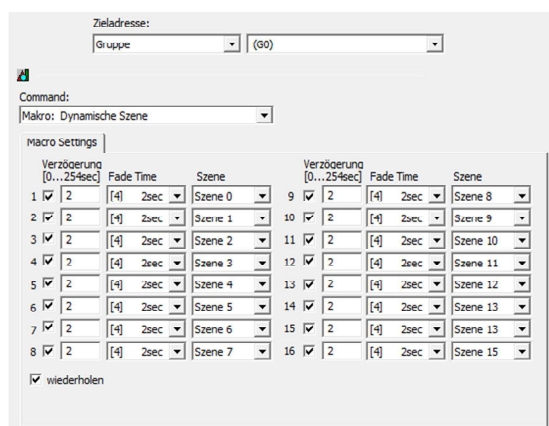 Zieladresse:
Gruppe (G0)
Command:
Makro: Dynamische Szene
Macro Settings
Verzögerung Verzögerung
[0...254sec] Fade Time Szene [0...254sec] Fade Time Szene
1 2 [4] 2sec Szene 0 9 2 [4] 2sec Szene 8
2 2 [4] 2sec Szene 1 10 2 [4] 2sec Szene 9
3 2 [4] 2sec Szene 2 11 2 [4] 2sec Szene 10
4 2 [4] 2sec Szene 3 12 2 [4] 2sec Szene 11
5 2 [4] 2sec Szene 4 13 2 [4] 2sec Szene 12
6 2 [4] 2sec Szene 5 14 2 [4] 2sec Szene 13
7 2 [4] 2sec Szene 6 15 2 [4] 2sec Szene 13
8 2 [4] 2sec Szene 7 16 2 [4] 2sec Szene 15
wiederholen